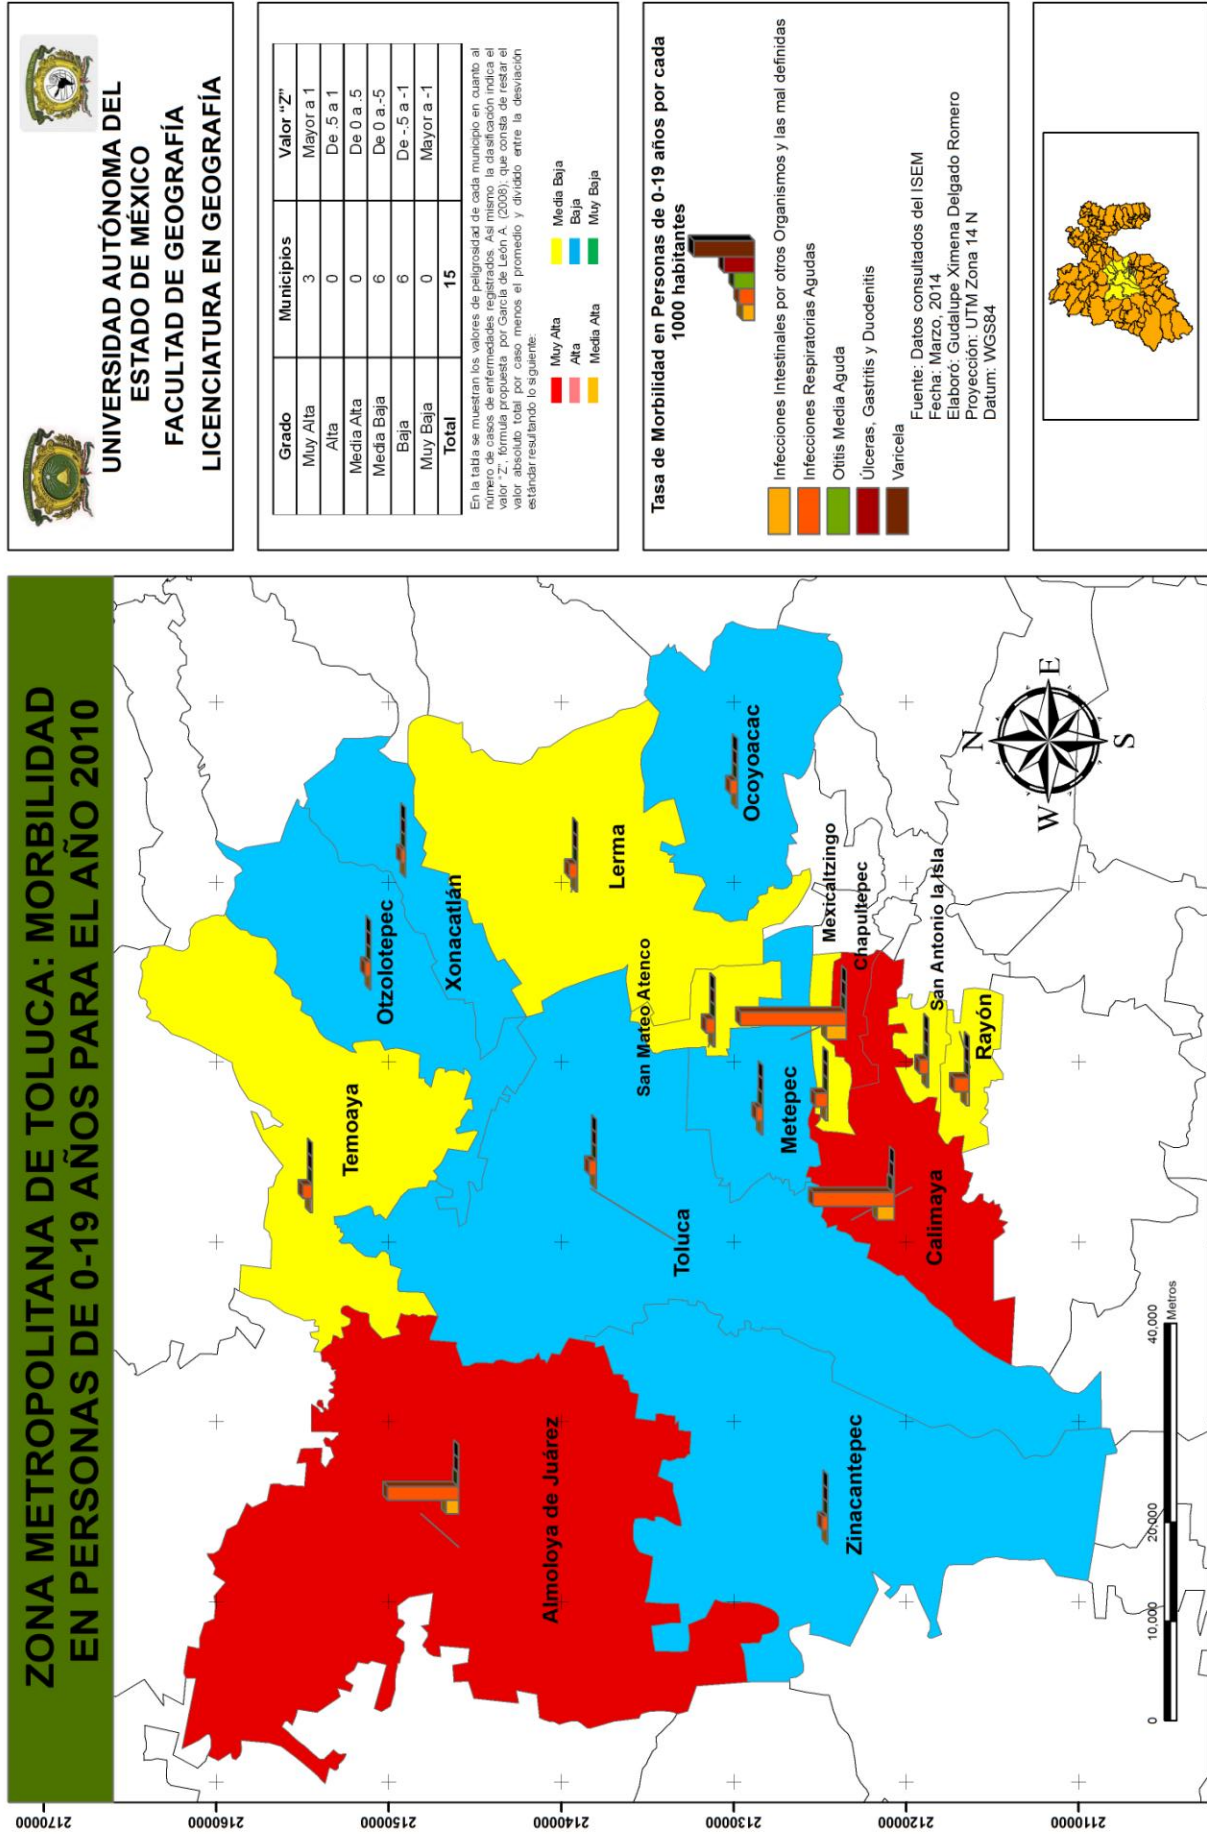 ZONA METROPOLITANA DE TOLUCA: MORBILIDAD
EN PERSONAS DE 0-19 AÑOS PARA EL AÑO 2010
2170000
2160000
2150000
2140000
2130000
2120000
2110000
Temoaya
Otzolotepec
Xonacatlán
Lerma
Almoloya de Juárez
San Mateo Atenco
Toluca
Ocoyoacac
Metepec
Mexicaltzingo
Chapultepec
Zinacantepec
Calimaya
San Antonio la Isla
Rayón
N
W
E
S
0
10,000
20,000
40,000
Metros
UNIVERSIDAD AUTÓNOMA DEL
ESTADO DE MÉXICO
FACULTAD DE GEOGRAFÍA
LICENCIATURA EN GEOGRAFÍA
Grado Municipios Valor “Z”
Muy Alta 3 Mayor a 1
Alta 0 De .5 a 1
Media Alta 0 De 0 a .5
Media Baja 6 De 0 a.-5
Baja 6 De -.5 a -1
Muy Baja 0 Mayor a -1
Total 15
En la tabla se muestran los valores de peligrosidad de cada municipio en cuanto al
número de casos de enfermedades registrados. Asi mismo la clasificación indica el
valor “Z”, fórmula propuesta por García de León A. (2008); que consta de restar el
valor absoluto total por caso menos el promedio y dividido entre la desviación
estándar resultando lo siguiente:
Muy Alta
Alta
Media Alta
Media Baja
Baja
Muy Baja
Tasa de Morbilidad en Personas de 0-19 años por cada
1000 habitantes
Infecciones Intestinales por otros Organismos y las mal definidas
Infecciones Respiratorias Agudas
Otitis Media Aguda
Úlceras, Gastritis y Duodenitis
Varicela
Fuente: Datos consultados del ISEM
Fecha: Marzo, 2014
Elaboró: Gudalupe Ximena Delgado Romero
Proyección: UTM Zona 14 N
Datum: WGS84